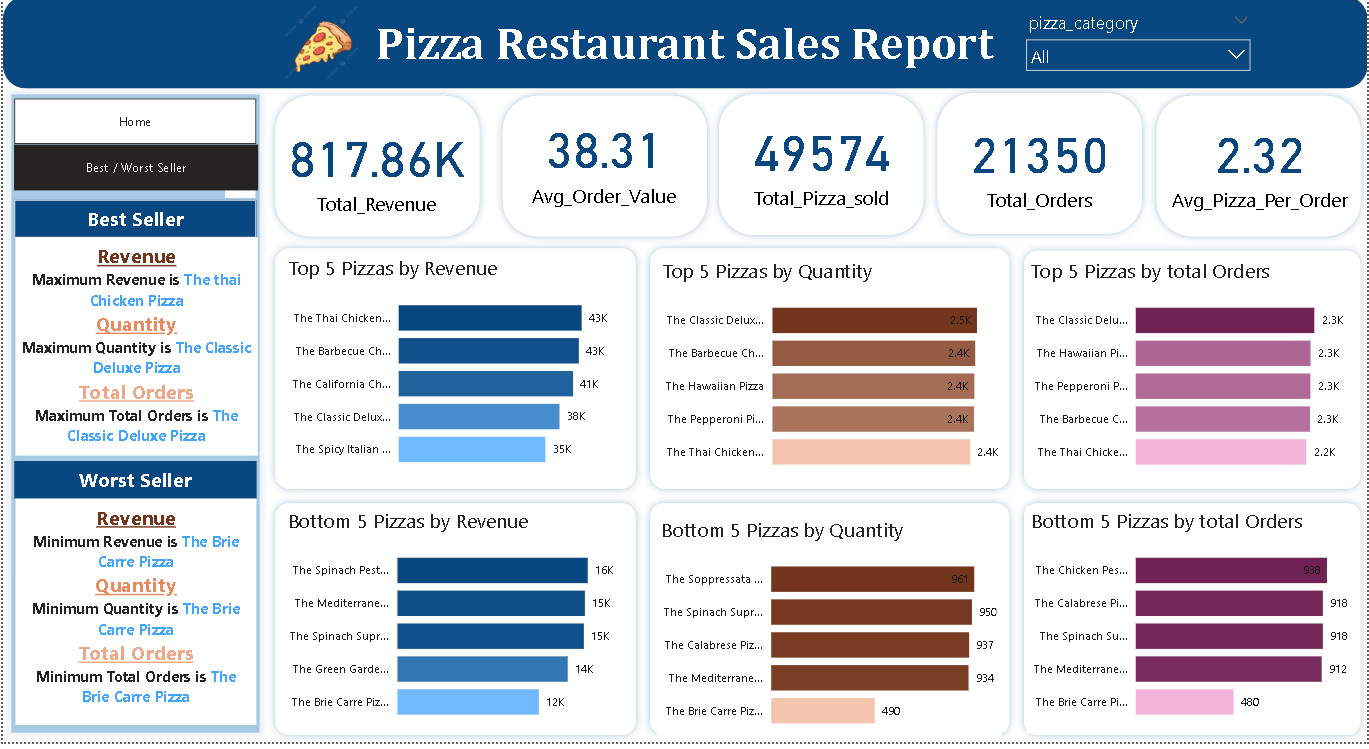 Pizza Restaurant Sales Report
pizza_category
All
Home
Best / Worst Seller
Best Seller
Revenue
Maximum Revenue is The thai
Chicken Pizza
Quantity
Maximum Quantity is The Classic
Deluxe Pizza
Total Orders
Maximum Total Orders is The
Classic Deluxe Pizza
Worst Seller
Revenue
Minimum Revenue is The Brie
Carre Pizza
Quantity
Minimum Quantity is The Brie
Carre Pizza
Total Orders
Minimum Total Orders is The
Brie Carre Pizza
817.86K
Total_Revenue
38.31
Avg_Order_Value
49574
Total_Pizza_sold
21350
Total_Orders
2.32
Avg_Pizza_Per_Order
Top 5 Pizzas by Revenue
The Thai Chicken... 43K
The Barbecue Ch... 43K
The California Ch... 41K
The Classic Delux... 38K
The Spicy Italian ... 35K
Top 5 Pizzas by Quantity
The Classic Delux... 2.5K
The Barbecue Ch... 2.4K
The Hawaiian Pizza 2.4K
The Pepperoni Pi... 2.4K
The Thai Chicken... 2.4K
Top 5 Pizzas by total Orders
The Classic Delu... 2.3K
The Hawaiian Pi... 2.3K
The Pepperoni P... 2.3K
The Barbecue C... 2.3K
The Thai Chicke... 2.2K
Bottom 5 Pizzas by Revenue
The Spinach Pest... 16K
The Mediterrane... 15K
The Spinach Supr... 15K
The Green Garde... 14K
The Brie Carre Piz... 12K
Bottom 5 Pizzas by Quantity
The Soppressata ... 961
The Spinach Supr... 950
The Calabrese Piz... 937
The Mediterrane... 934
The Brie Carre Piz... 490
Bottom 5 Pizzas by total Orders
The Chicken Pes... 938
The Calabrese Pi... 918
The Spinach Su... 918
The Mediterrane... 912
The Brie Carre Pi... 480